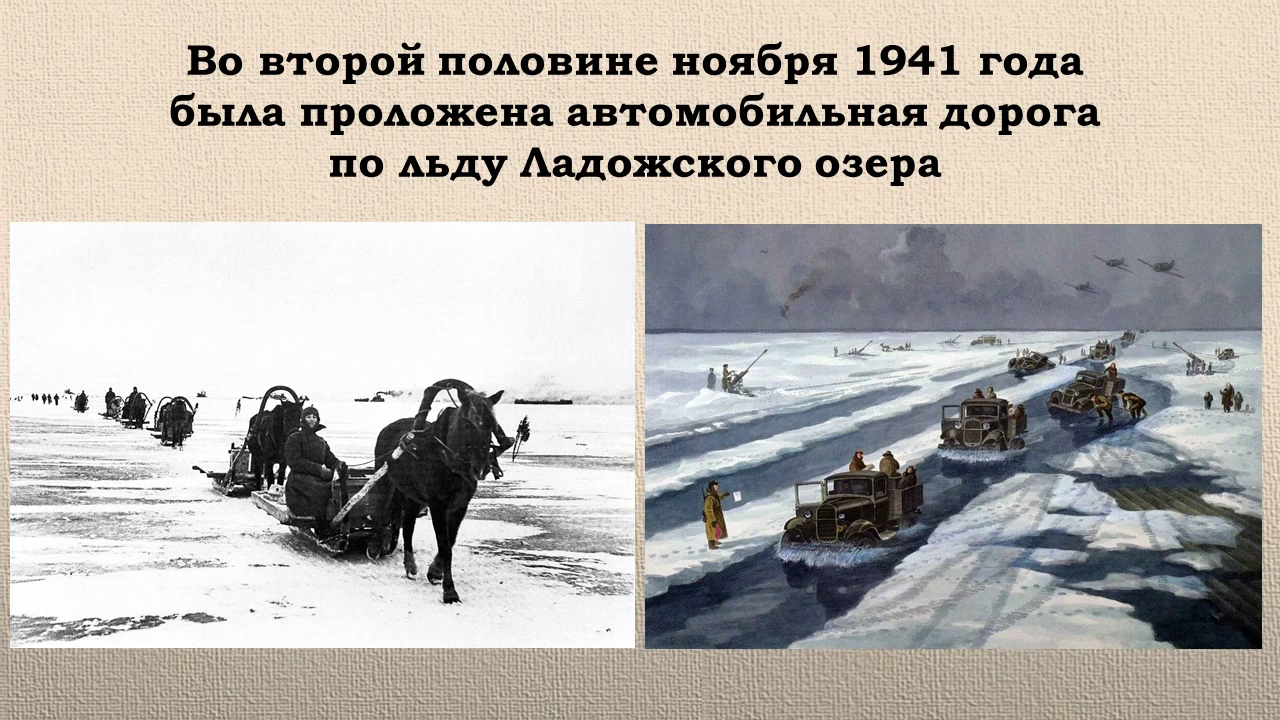 Во второй половине ноября 1941 года
была проложена автомобильная дорога
по льду Ладожского озера